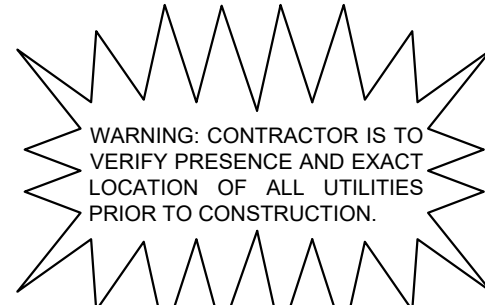 WARNING: CONTRACTOR IS TO
VERIFY PRESENCE AND EXACT
LOCATION OF ALL UTILITIES
PRIOR TO CONSTRUCTION.